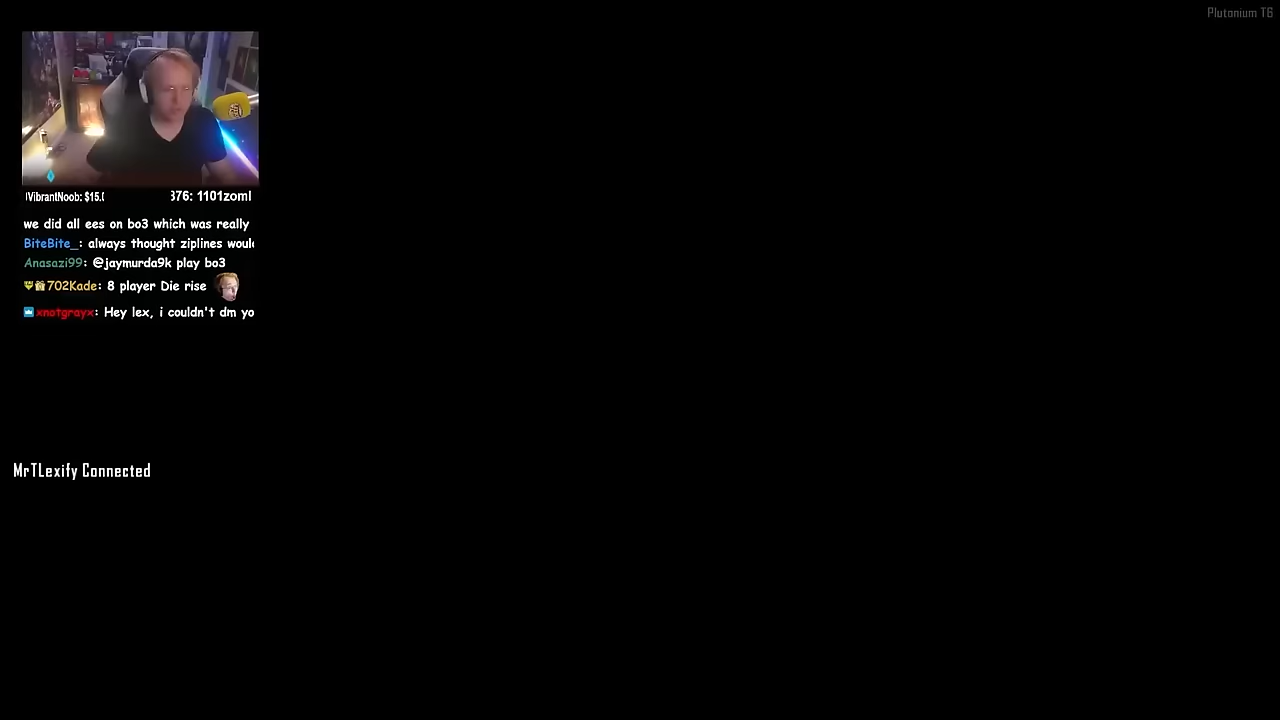 Plutonium T6
VibrantNoob: $15.
376: 1101zoml
we did all ees on bo3 which was really
BiteBite_: always thought ziplines woul
Anasazi99: @jaymurda9k play bo3
702Kade: 8 player Die rise
xnotgrayx: Hey lex, i couldn't dm yo
MrTLexify Connected